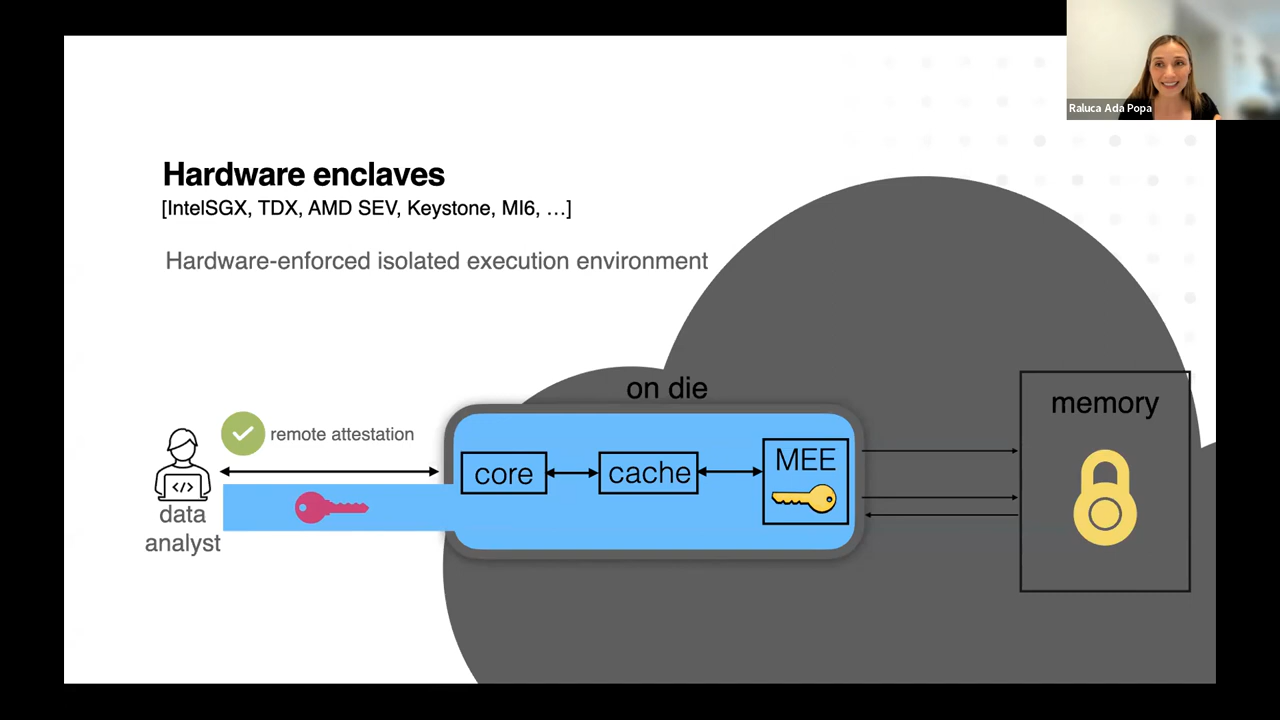 Raluca Ada Popa
Hardware enclaves
[IntelSGX, TDX, AMD SEV, Keystone, MI6, …]
Hardware-enforced isolated execution environment
on die
memory
remote attestation
core
cache
MEE
</>
data
analyst